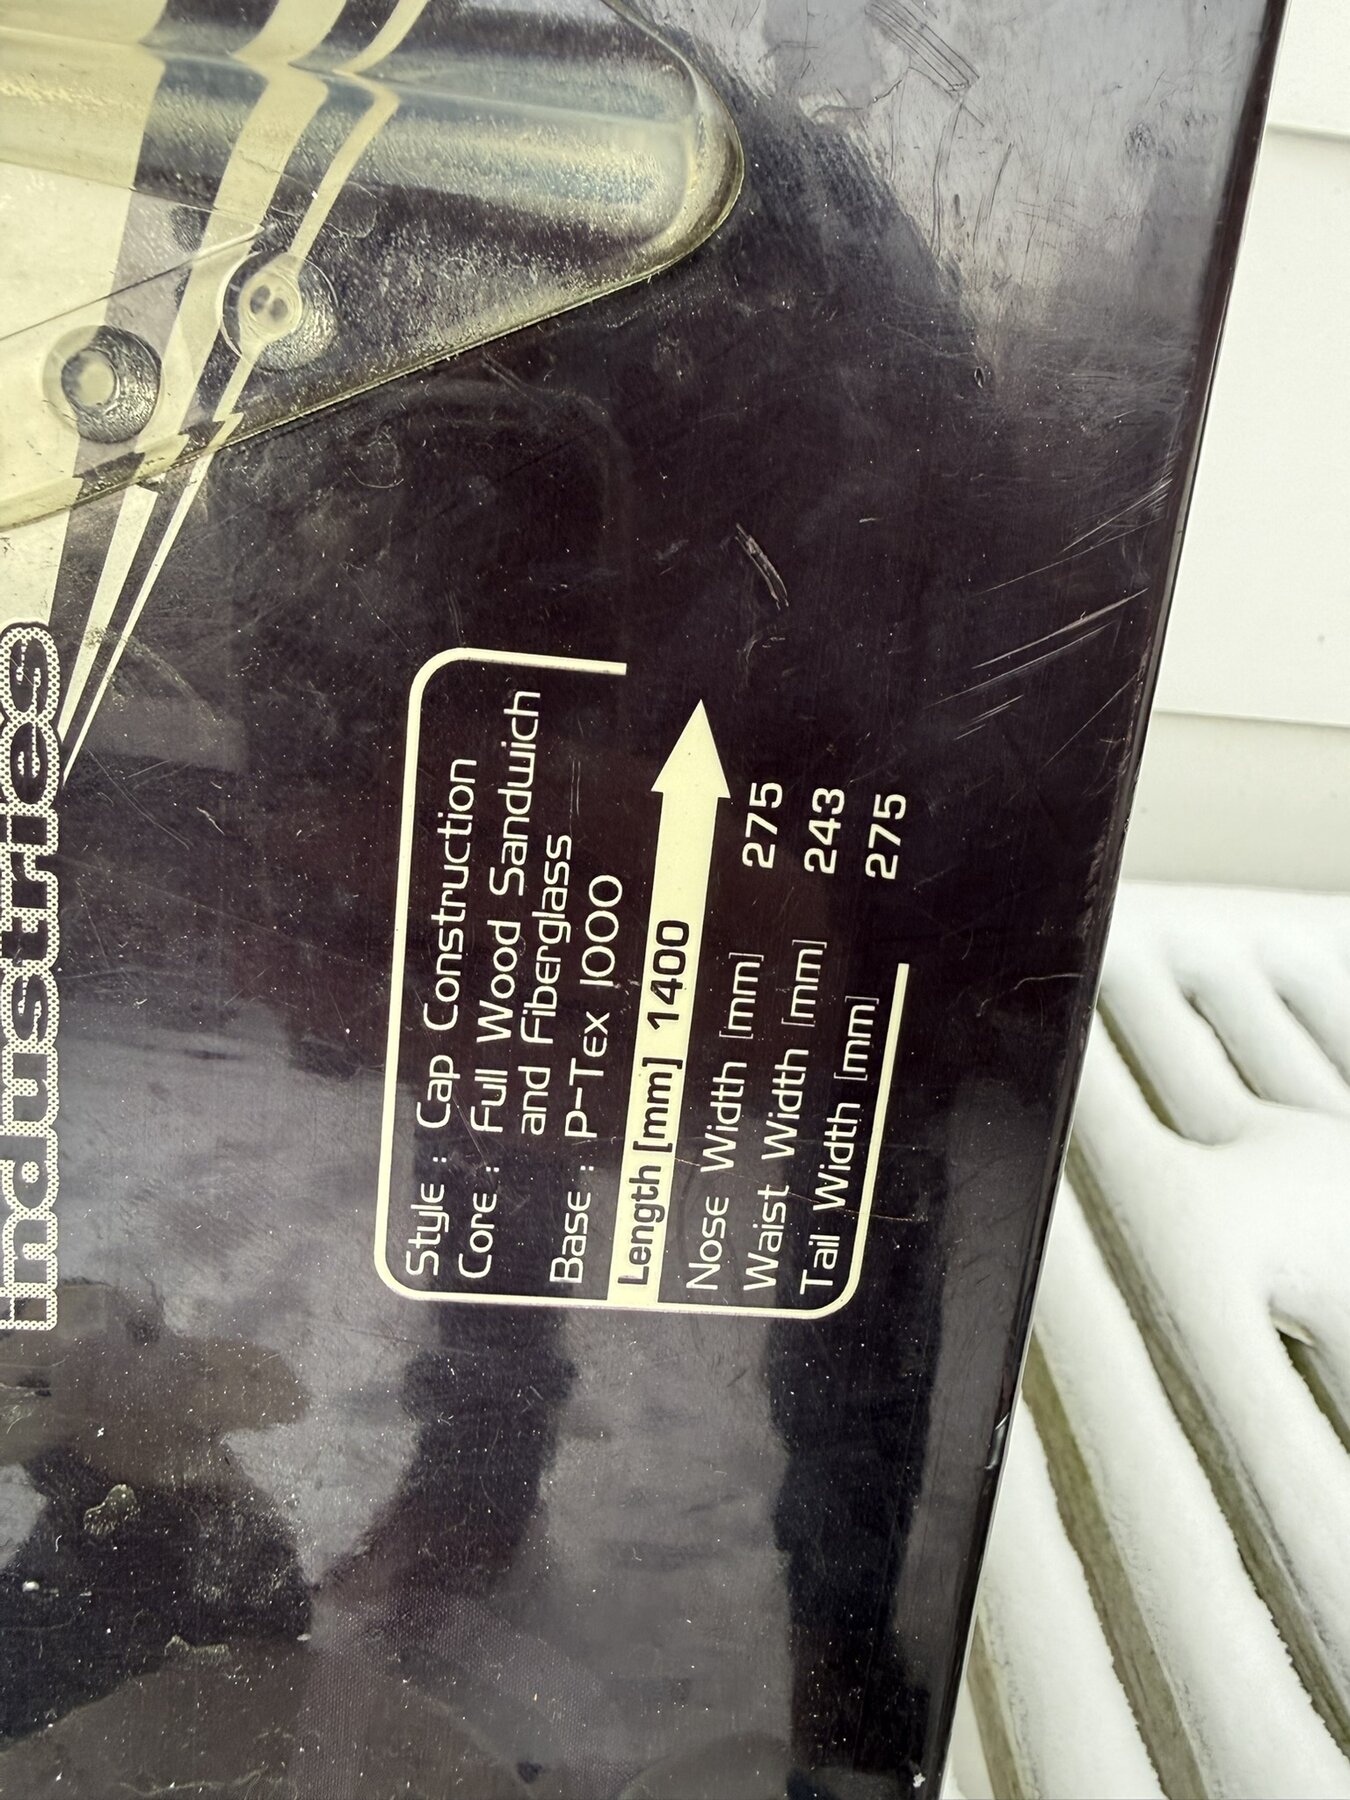 industries
Style : Cap Construction
Core : Full Wood Sandwich
and Fiberglass
Base : P-Tex 1000
Length [mm] 1400
Nose Width [mm] 275
Waist Width [mm] 243
Tail Width [mm] 275